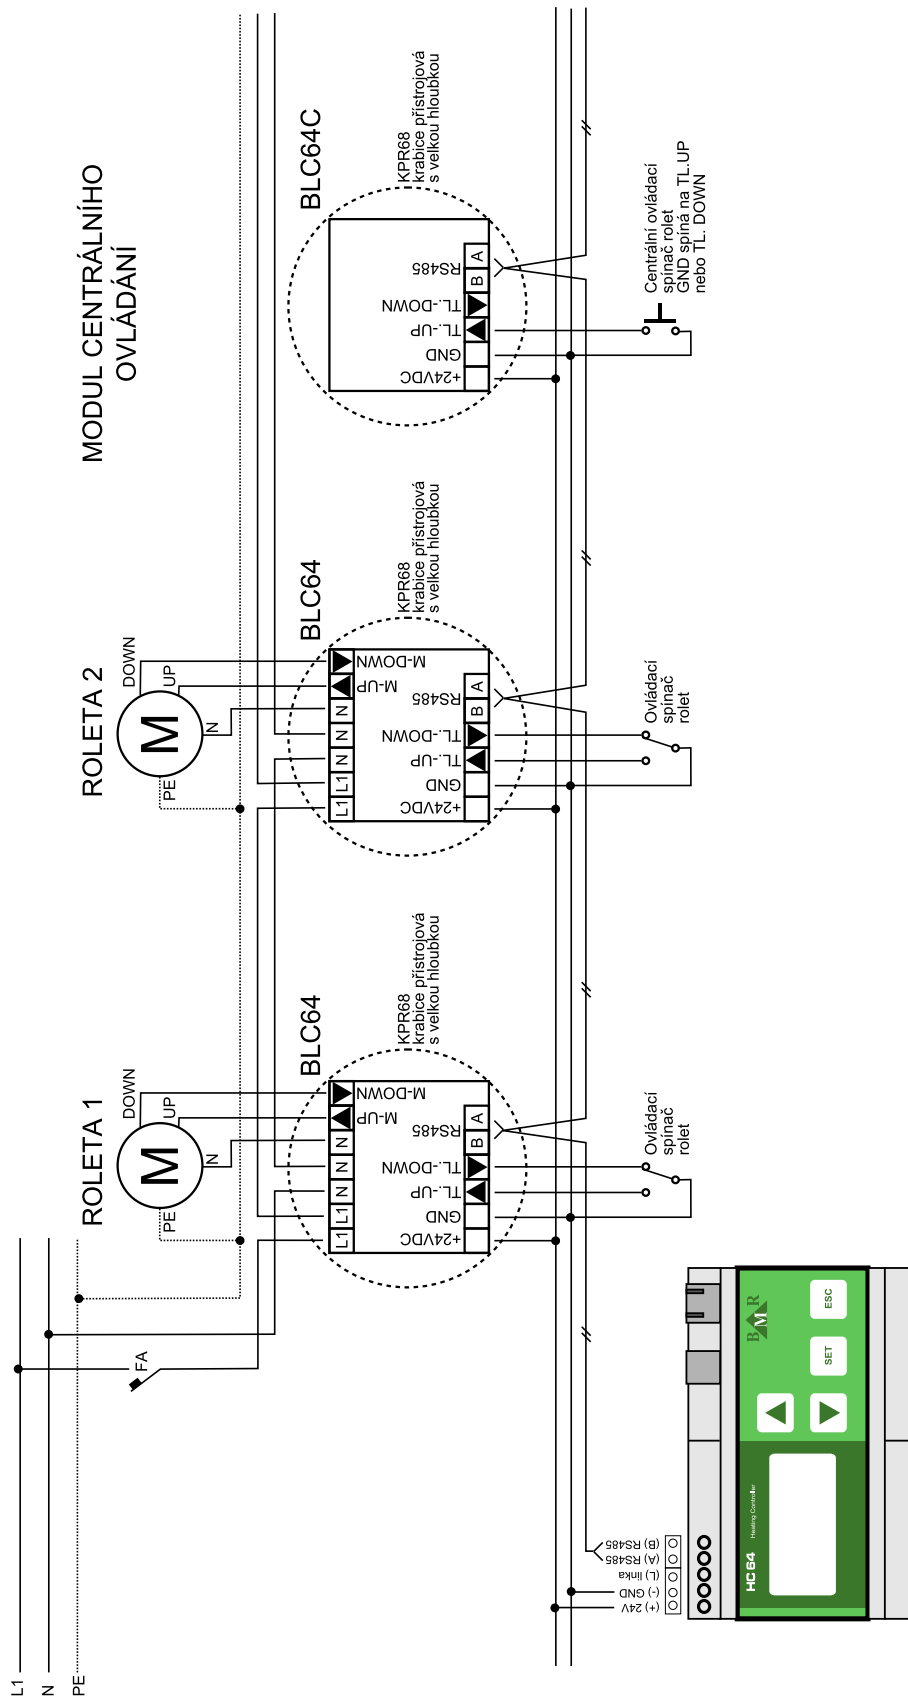 MODUL CENTRÁLNÍHO
OVLÁDÁNÍ
ROLETA 1
M
DOWN
UP
N
PE
ROLETA 2
M
DOWN
UP
N
PE
L1
N
PE
FA
BLC64
KPR68
krabice přístrojová
s velkou hloubkou
L1
L1
N
N
N
M-UP
M-DOWN
+24VDC
GND
TL.-UP
TL.-DOWN
RS485
B
A
Ovládací
spínač
rolet
BLC64
KPR68
krabice přístrojová
s velkou hloubkou
L1
L1
N
N
N
M-UP
M-DOWN
+24VDC
GND
TL.-UP
TL.-DOWN
RS485
B
A
Ovládací
spínač
rolet
BLC64C
KPR68
krabice přístrojová
s velkou hloubkou
+24VDC
GND
TL.-UP
TL.-DOWN
RS485
B
A
Centrální ovládací
spínač rolet
GND spíná na TL.UP
nebo TL. DOWN
(+) 24V
(-) GND
(L) linka
(A) RS485
(B) RS485
HC 64 Heating Controller
SET
ESC
B M R